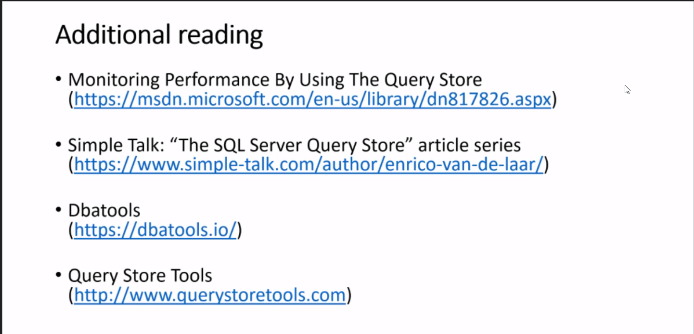 Additional reading
• Monitoring Performance By Using The Query Store
(https://msdn.microsoft.com/en-us/library/dn817826.aspx)
• Simple Talk: “The SQL Server Query Store” article series
(https://www.simple-talk.com/author/enrico-van-de-laar/)
• Dbatools
(https://dbatools.io/)
• Query Store Tools
(http://www.querystoretools.com)